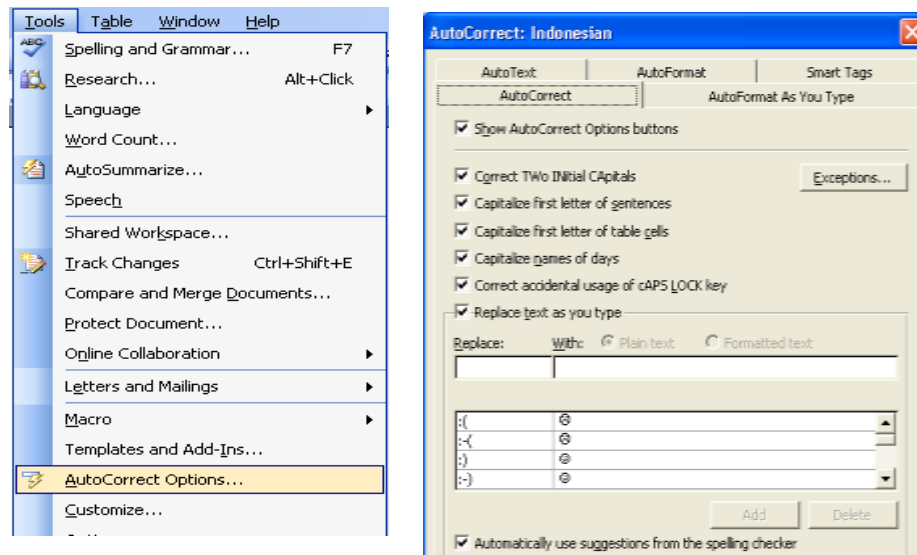 Tools Table Window Help
Spelling and Grammar... F7
Research... Alt+Click
Language
Word Count...
AutoSummarize...
Speech
Shared Workspace...
Track Changes Ctrl+Shift+E
Compare and Merge Documents...
Protect Document...
Online Collaboration
Letters and Mailings
Macro
Templates and Add-Ins...
AutoCorrect Options...
Customize...
AutoCorrect: Indonesian
AutoText AutoFormat Smart Tags
AutoCorrect AutoFormat As You Type
Show AutoCorrect Options buttons
Correct TWo INitial CApitals Exceptions...
Capitalize first letter of sentences
Capitalize first letter of table cells
Capitalize names of days
Correct accidental usage of cAPS LOCK key
Replace text as you type
Replace: With: Plain text Formatted text
:( ☹
:-( ☹
:) ☺
:-) ☺
Add Delete
Automatically use suggestions from the spelling checker